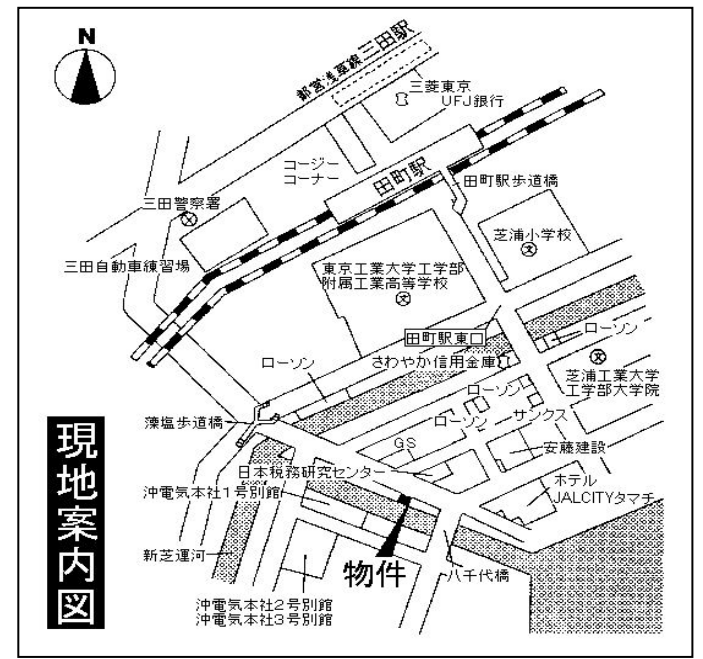 N
都営浅草線 三田駅
三菱東京
UFJ銀行
コージー
コーナー
田町駅
田町駅歩道橋
三田警察署
三田自動車練習場
芝浦小学校
文
東京工業大学工学部
附属工業高等学校
文
田町駅東口
ローソン
ローソン
さわやか信用金庫
文
芝浦工業大学
工学部大学院
ローソン
ローソン
サンクス
藻塩歩道橋
GS
安藤建設
日本税務研究センター
ホテル
JALCITYタマチ
沖電気本社1号別館
新芝運河
物件
八千代橋
沖電気本社2号別館
沖電気本社3号別館
現地案内図